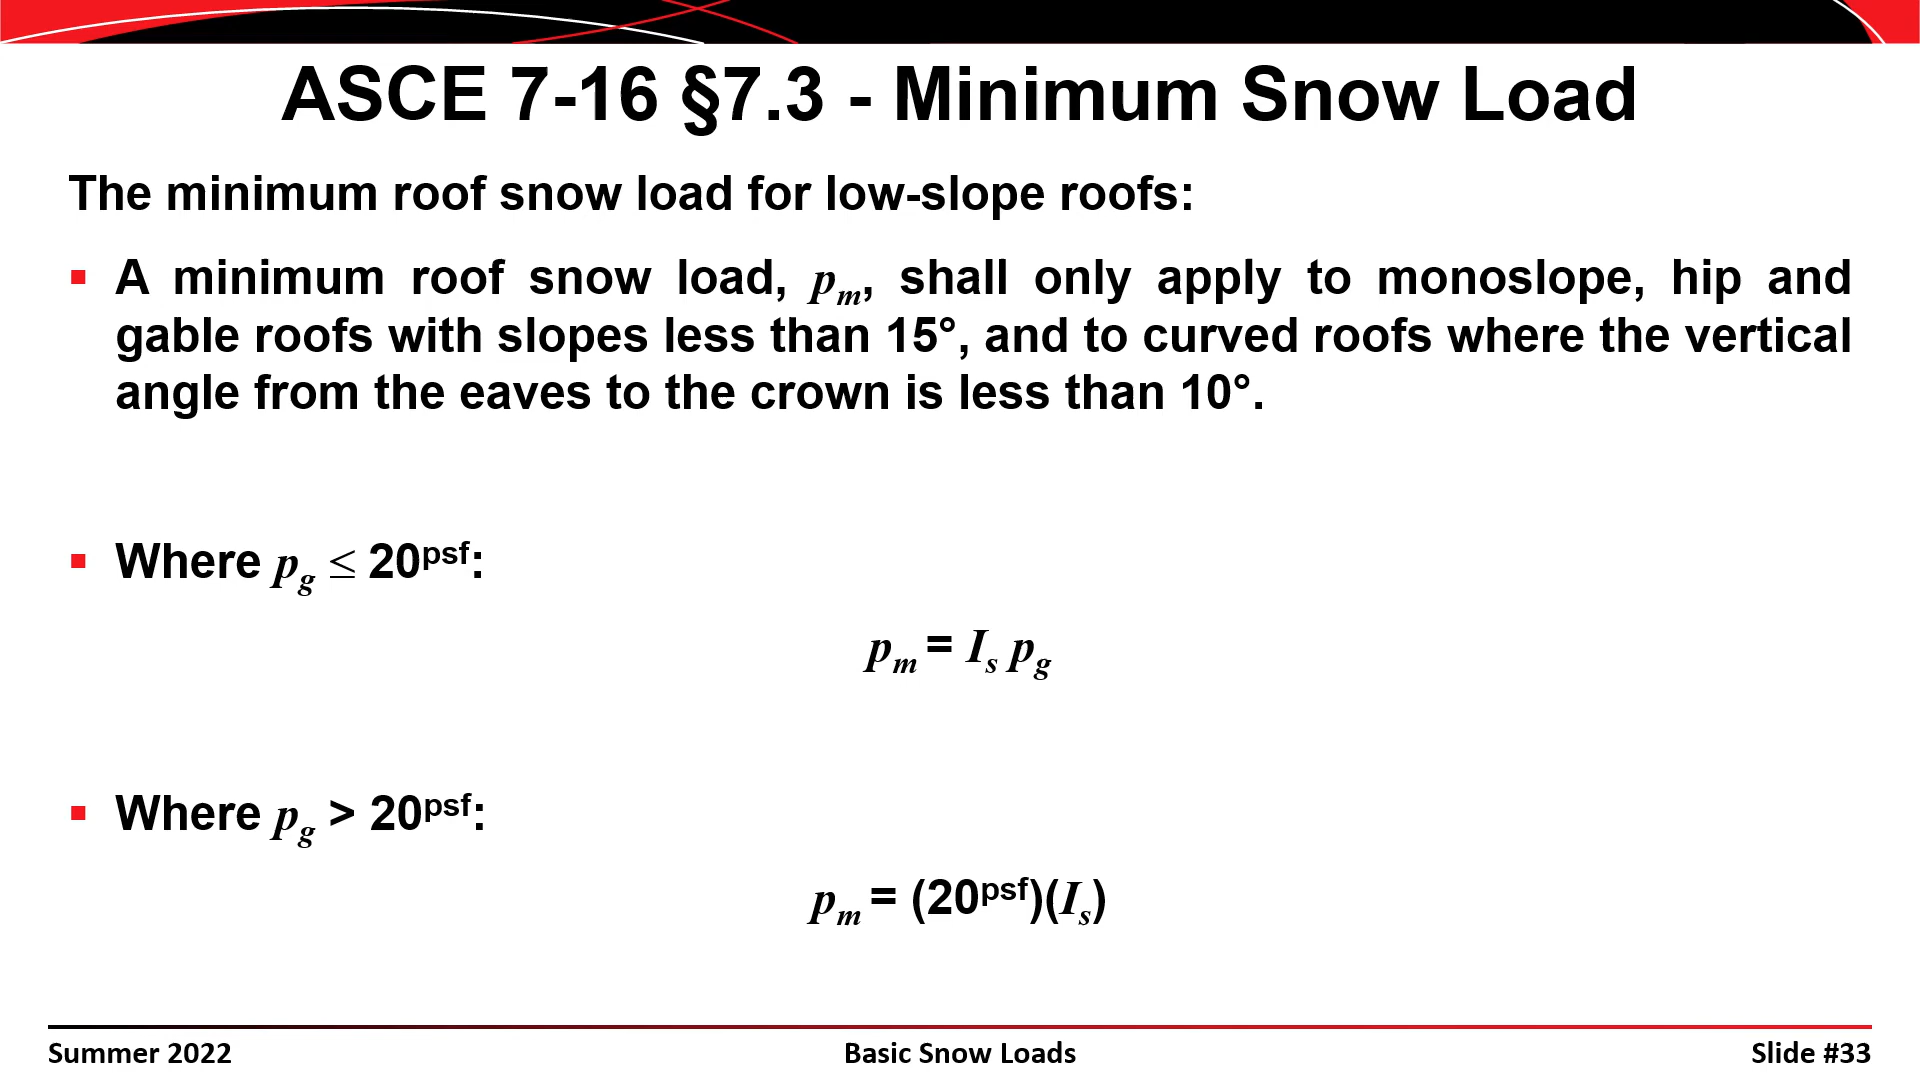 ASCE 7-16 §7.3 - Minimum Snow Load
The minimum roof snow load for low-slope roofs:
▪ A minimum roof snow load, pₘ, shall only apply to monoslope, hip and
gable roofs with slopes less than 15°, and to curved roofs where the vertical
angle from the eaves to the crown is less than 10°.
▪ Where p_g ≤ 20psf:
pₘ = Iₛ p_g
▪ Where p_g > 20psf:
pₘ = (20psf)(Iₛ)
Summer 2022
Basic Snow Loads
Slide #33